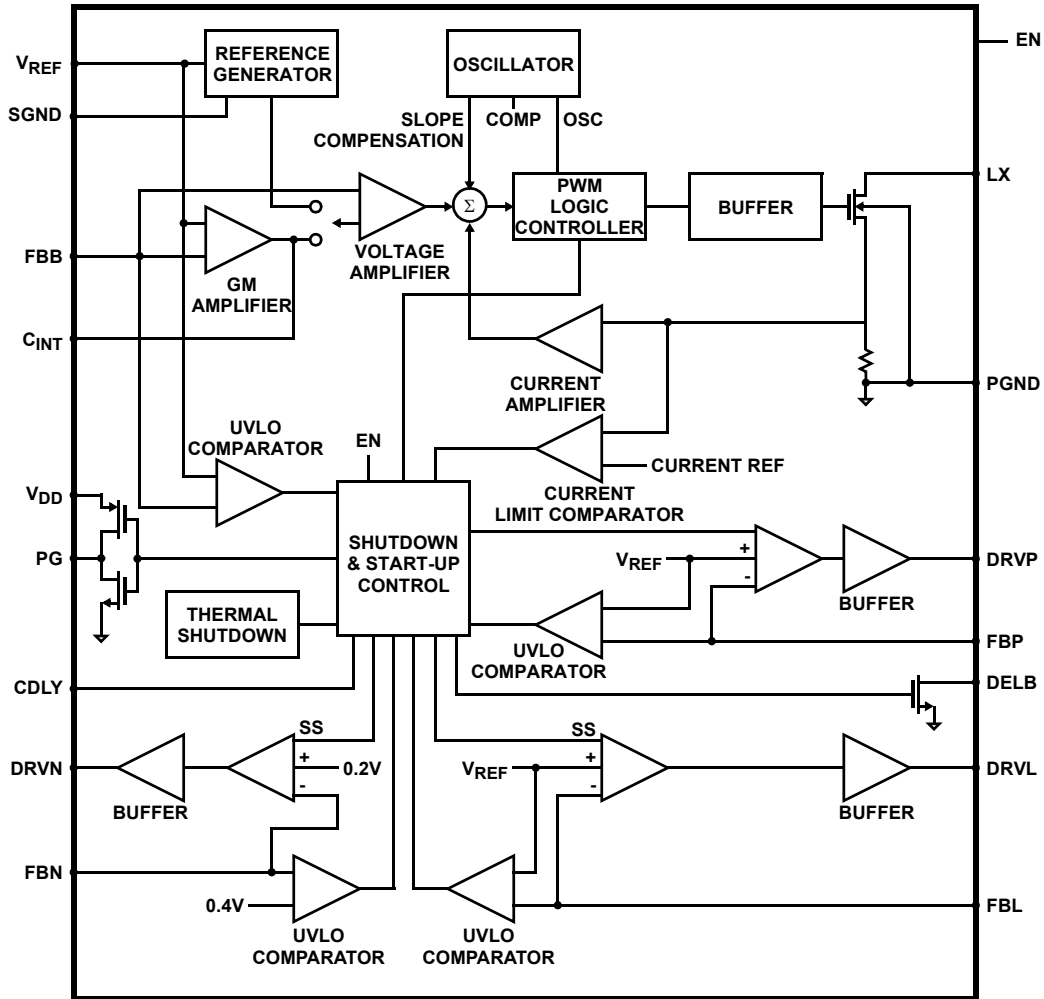 EN
VREF
REFERENCE
GENERATOR
OSCILLATOR
SGND
SLOPE
COMPENSATION
COMP
OSC
LX
PWM
LOGIC
CONTROLLER
BUFFER
Σ
FBB
VOLTAGE
AMPLIFIER
GM
AMPLIFIER
CINT
CURRENT
AMPLIFIER
PGND
UVLO
COMPARATOR
EN
CURRENT REF
VDD
CURRENT
LIMIT COMPARATOR
SHUTDOWN
& START-UP
CONTROL
PG
VREF
+
-
BUFFER
DRVP
THERMAL
SHUTDOWN
UVLO
COMPARATOR
FBP
CDLY
DELB
SS
+
-
0.2V
DRVN
BUFFER
SS
VREF
+
-
BUFFER
DRVL
FBN
0.4V
UVLO
COMPARATOR
UVLO
COMPARATOR
FBL